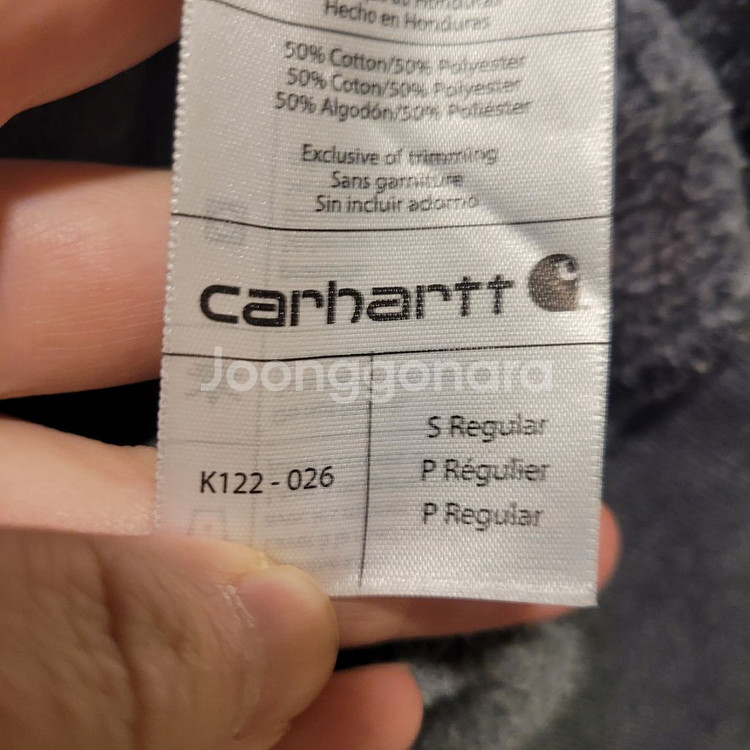 Hecho en Honduras
50% Cotton/50% Polyester
50% Coton/50% Polyester
50% Algodón/50% Poliéster
Exclusive of trimming
Sans garniture
Sin incluir adorno
carhartt
Joonggonara
S Regular
K122 - 026
P Régulier
P Regular